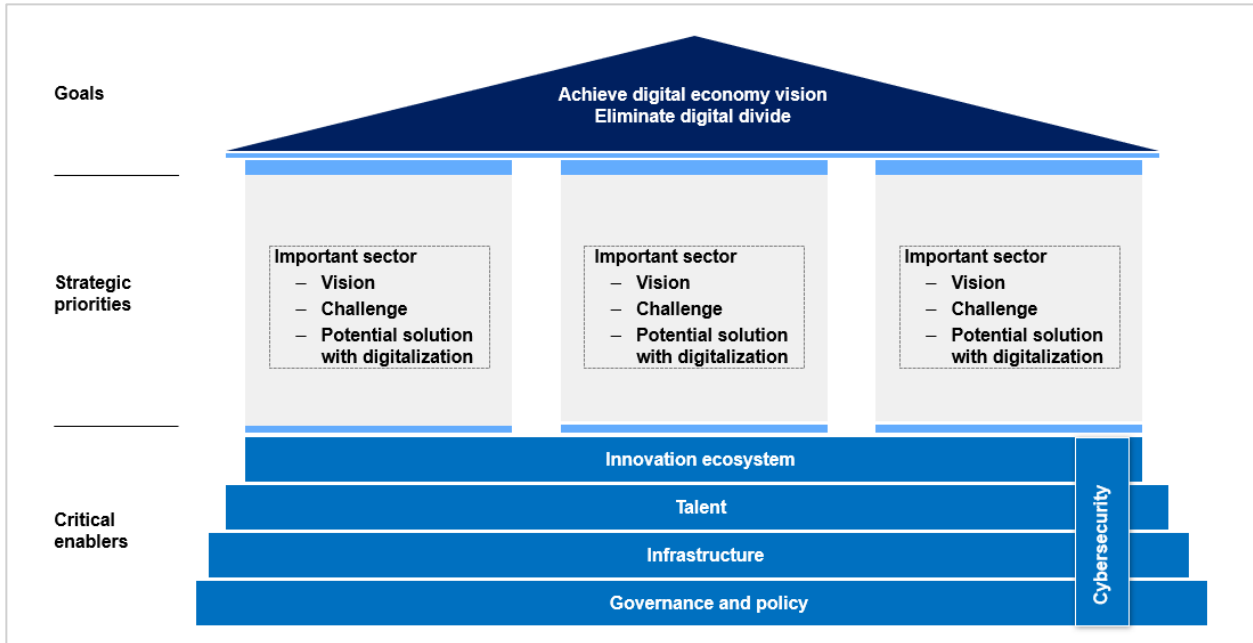 Goals
Achieve digital economy vision
Eliminate digital divide
Strategic
priorities
Important sector
– Vision
– Challenge
– Potential solution
with digitalization
Important sector
– Vision
– Challenge
– Potential solution
with digitalization
Important sector
– Vision
– Challenge
– Potential solution
with digitalization
Critical
enablers
Innovation ecosystem
Talent
Infrastructure
Governance and policy
Cybersecurity